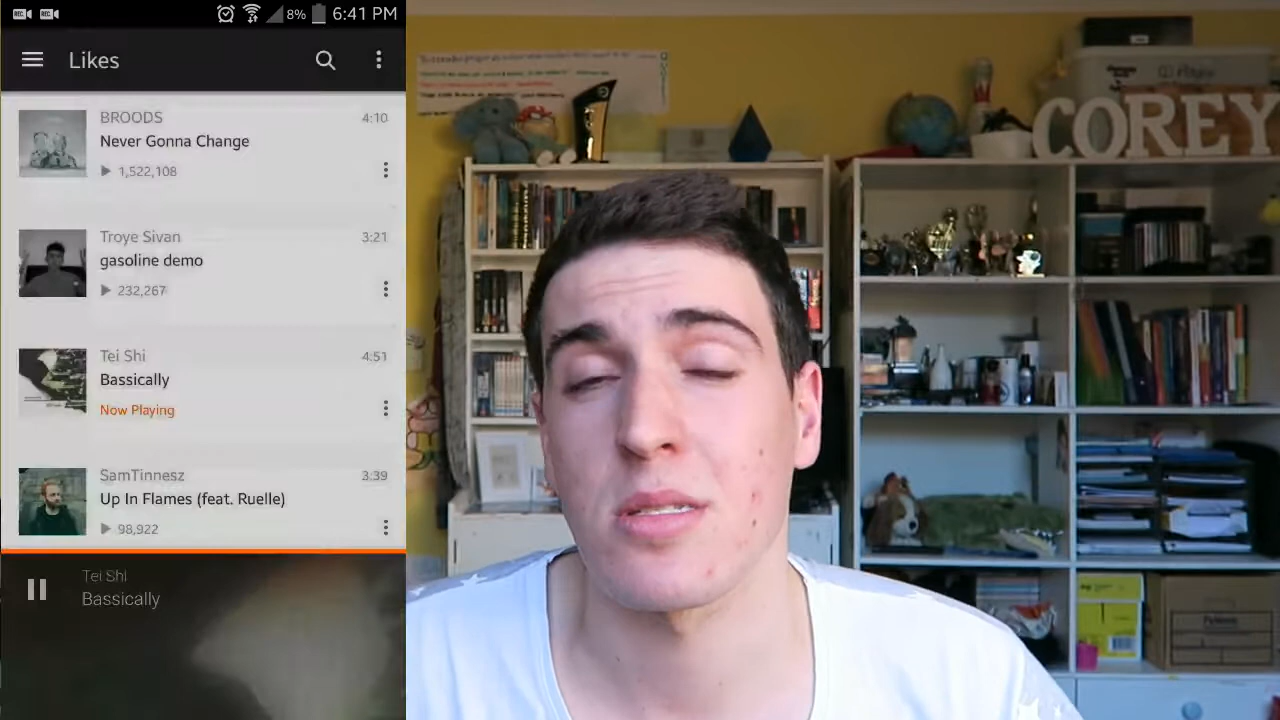 REC REC 8% 6:41 PM
Likes
BROODS 4:10
Never Gonna Change
1,522,108
Troye Sivan 3:21
gasoline demo
232,267
Tei Shi 4:51
Bassically
Now Playing
SamTinnesz 3:39
Up In Flames (feat. Ruelle)
98,922
Tei Shi
Bassically
COREY